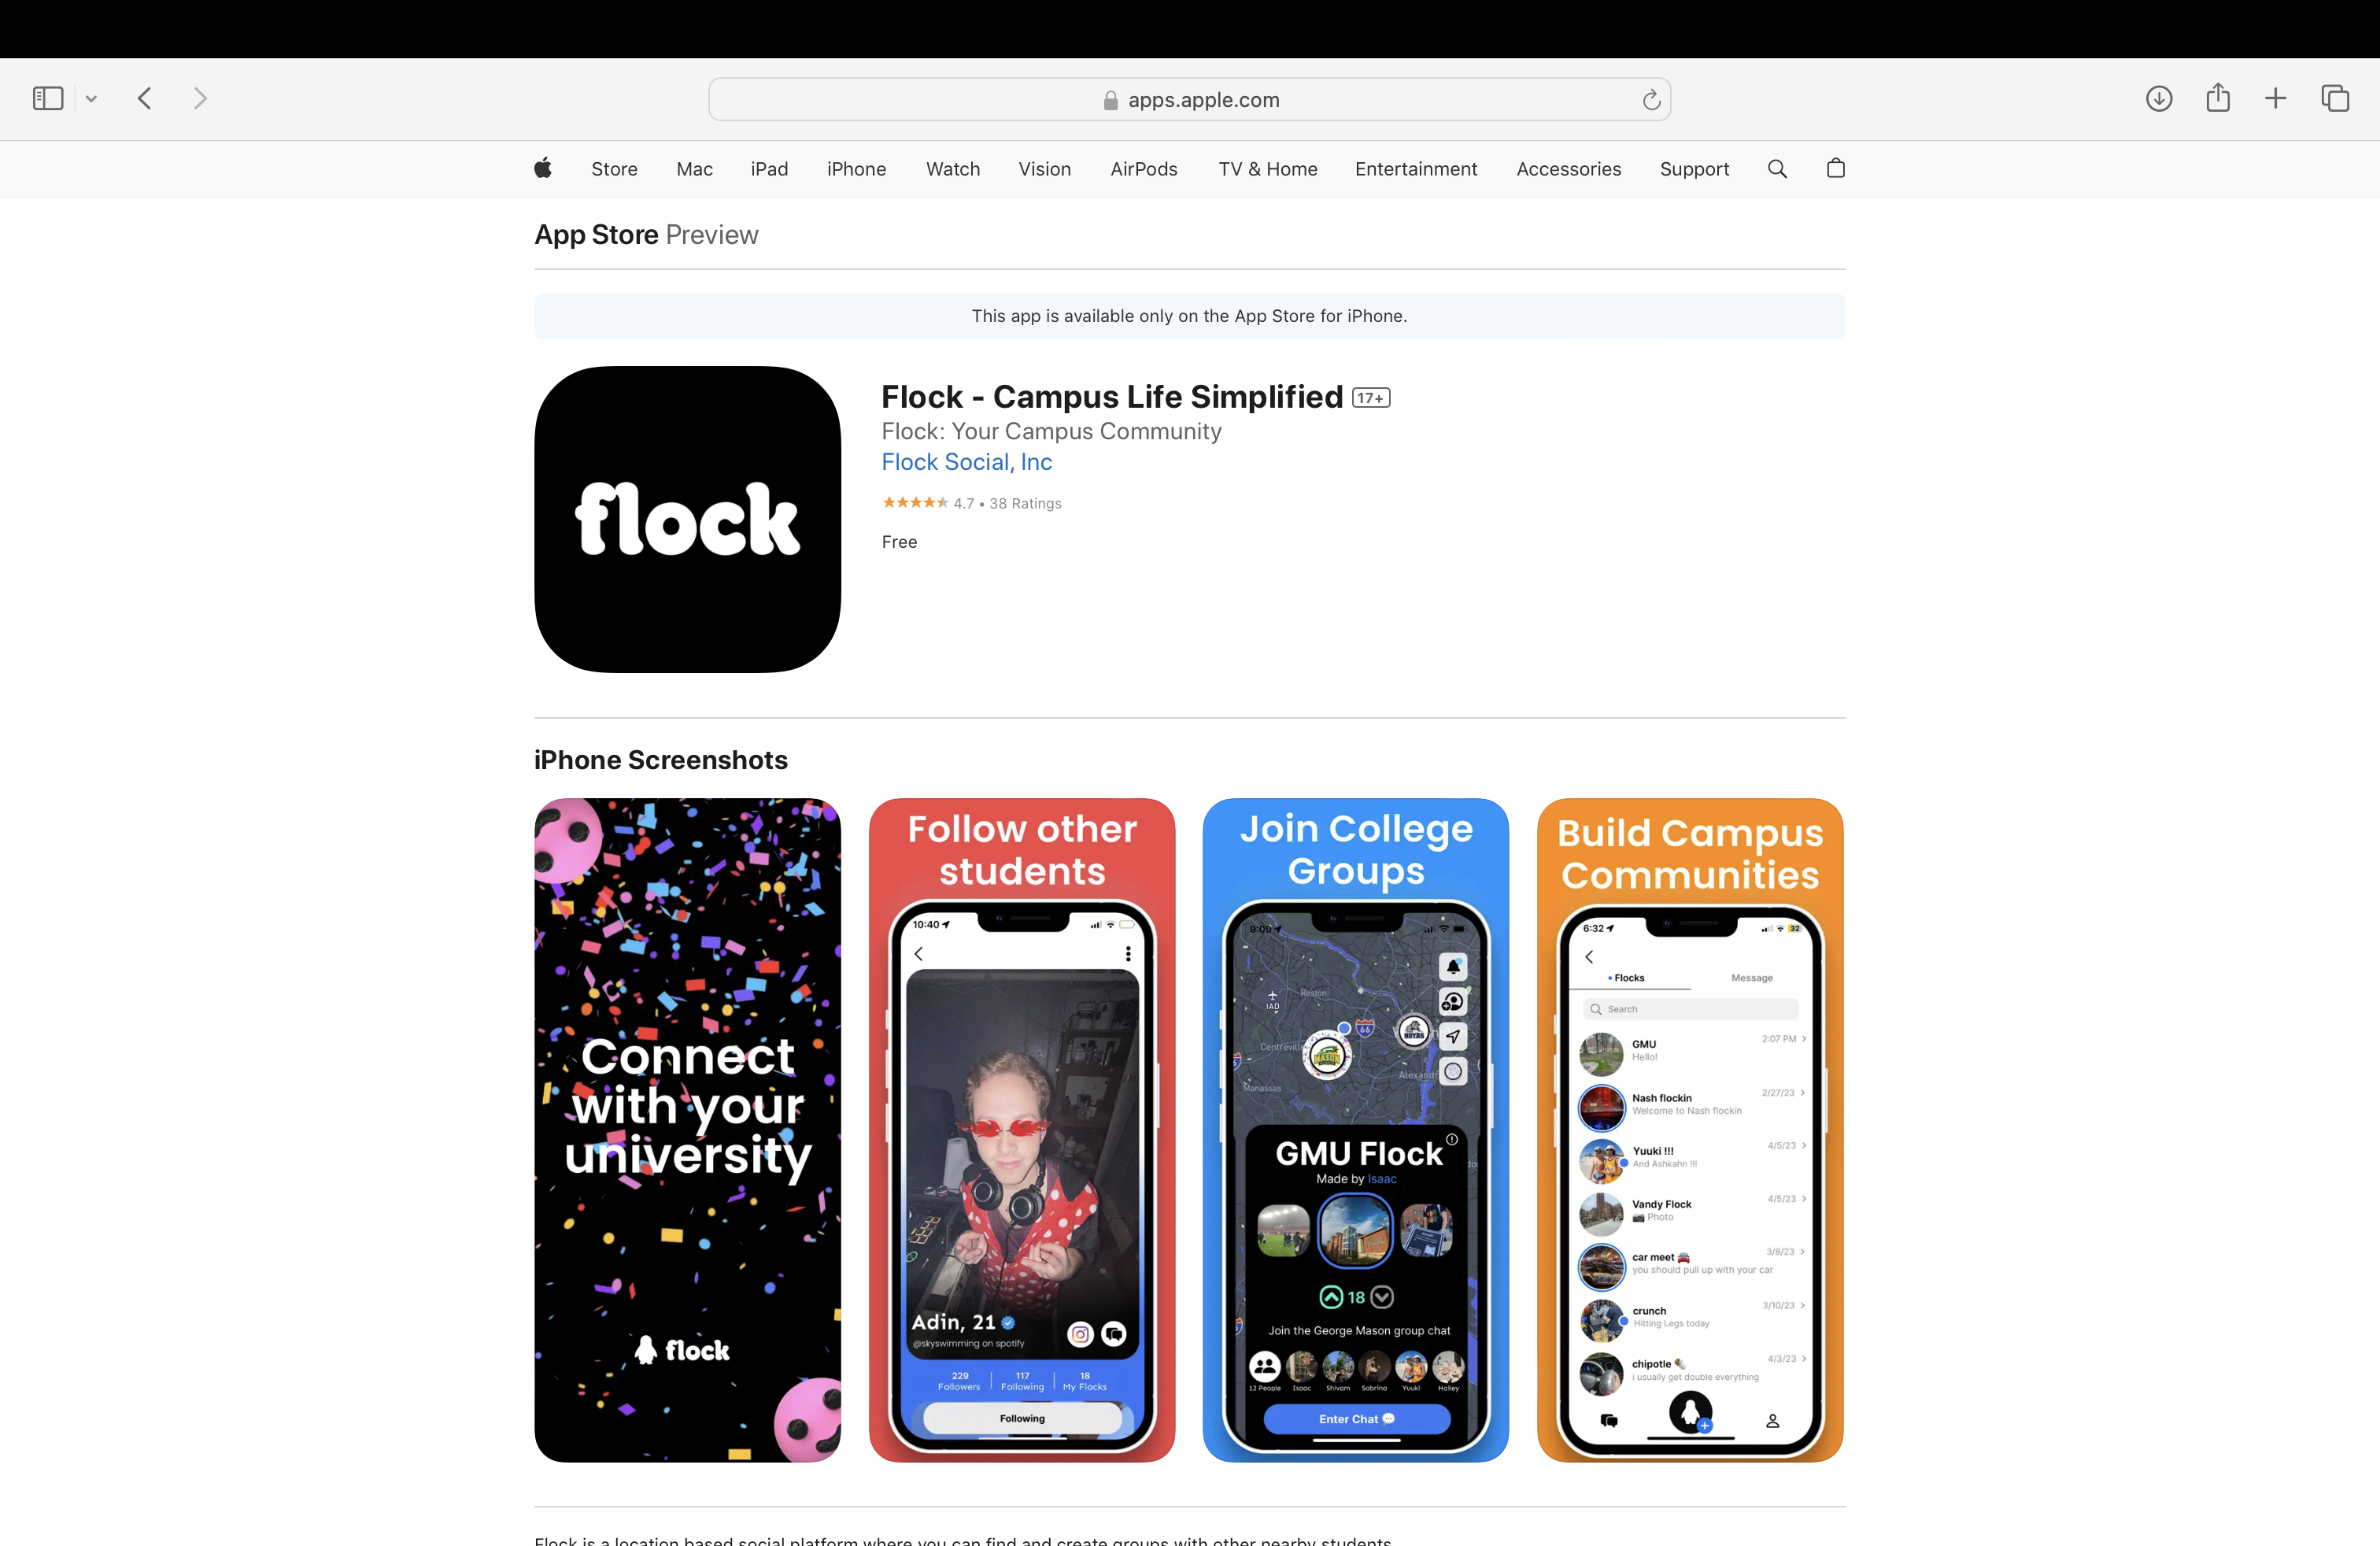 apps.apple.com
Store Mac iPad iPhone Watch Vision AirPods TV & Home Entertainment Accessories Support
App Store Preview
This app is available only on the App Store for iPhone.
flock
Flock - Campus Life Simplified 17+
Flock: Your Campus Community
Flock Social, Inc
4.7 • 38 Ratings
Free
iPhone Screenshots
Connect
with your
university
flock
Follow other
students
10:40
Adin, 21
@skyswimming on spotify
229 117 18
Followers Following My Flocks
Following
Join College
Groups
9:00
Reston
IAD
66
HOYAS
Centreville
MASON
Manassas
GMU Flock
Made by Isaac
18
Join the George Mason group chat
12 People Isaac Shivam Sabrina Yuuki Hailey
Enter Chat 💬
Build Campus
Communities
6:32 32
• Flocks Message
Search
GMU 2:07 PM
Hello!
Nash flockin 2/27/23
Welcome to Nash flockin
Yuuki !!! 4/5/23
And Ashkahn !!!
Vandy Flock 4/5/23
📷 Photo
car meet 🚘 3/8/23
you should pull up with your car
crunch 3/10/23
Hitting Legs today
chipotle 🌯 4/3/23
i usually get double everything
Flock is a location based social platform where you can find and create groups with other nearby students